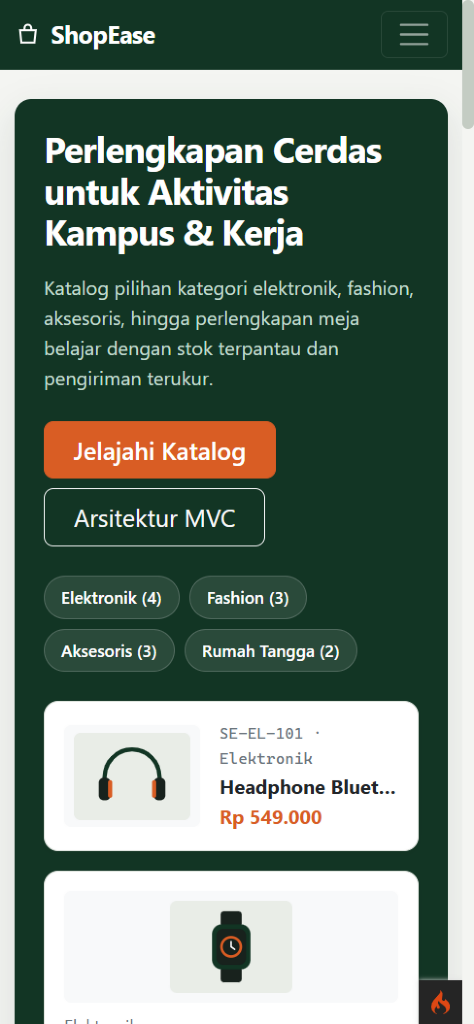 ShopEase
Perlengkapan Cerdas
untuk Aktivitas
Kampus & Kerja
Katalog pilihan kategori elektronik, fashion,
aksesoris, hingga perlengkapan meja
belajar dengan stok terpantau dan
pengiriman terukur.
Jelajahi Katalog
Arsitektur MVC
Elektronik (4)
Fashion (3)
Aksesoris (3)
Rumah Tangga (2)
SE-EL-101 ·
Elektronik
Headphone Bluet...
Rp 549.000